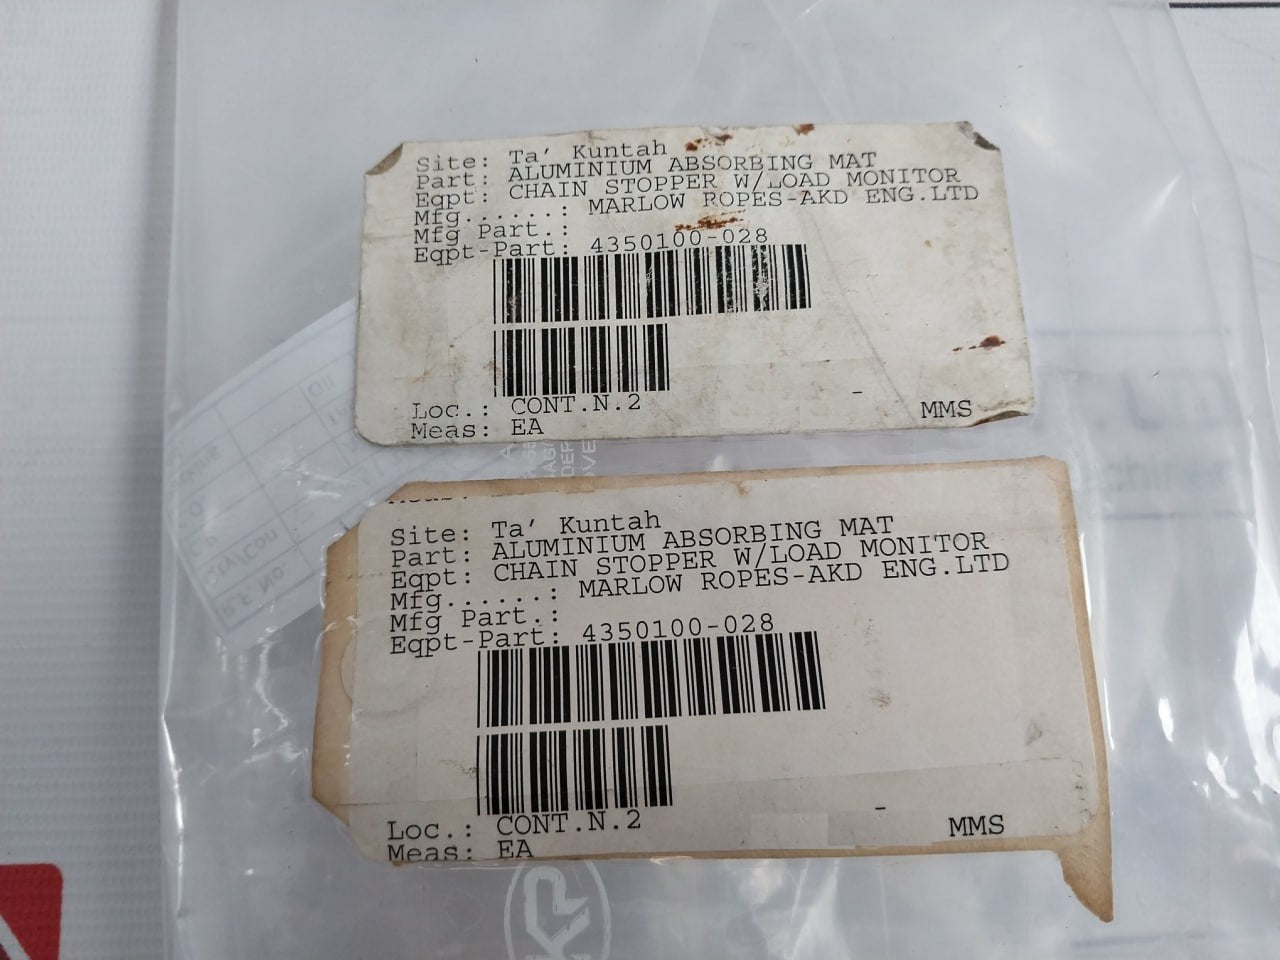 Site: Ta' Kuntah
Part: ALUMINIUM ABSORBING MAT
Eqpt: CHAIN STOPPER W/LOAD MONITOR
Mfg......: MARLOW ROPES-AKD ENG.LTD
Mfg Part.:
Eqpt-Part: 4350100-028
Loc.: CONT.N.2 -
Meas: EA MMS
Site: Ta' Kuntah
Part: ALUMINIUM ABSORBING MAT
Eqpt: CHAIN STOPPER W/LOAD MONITOR
Mfg......: MARLOW ROPES-AKD ENG.LTD
Mfg Part.:
Eqpt-Part: 4350100-028
Loc.: CONT.N.2 -
Meas: EA MMS